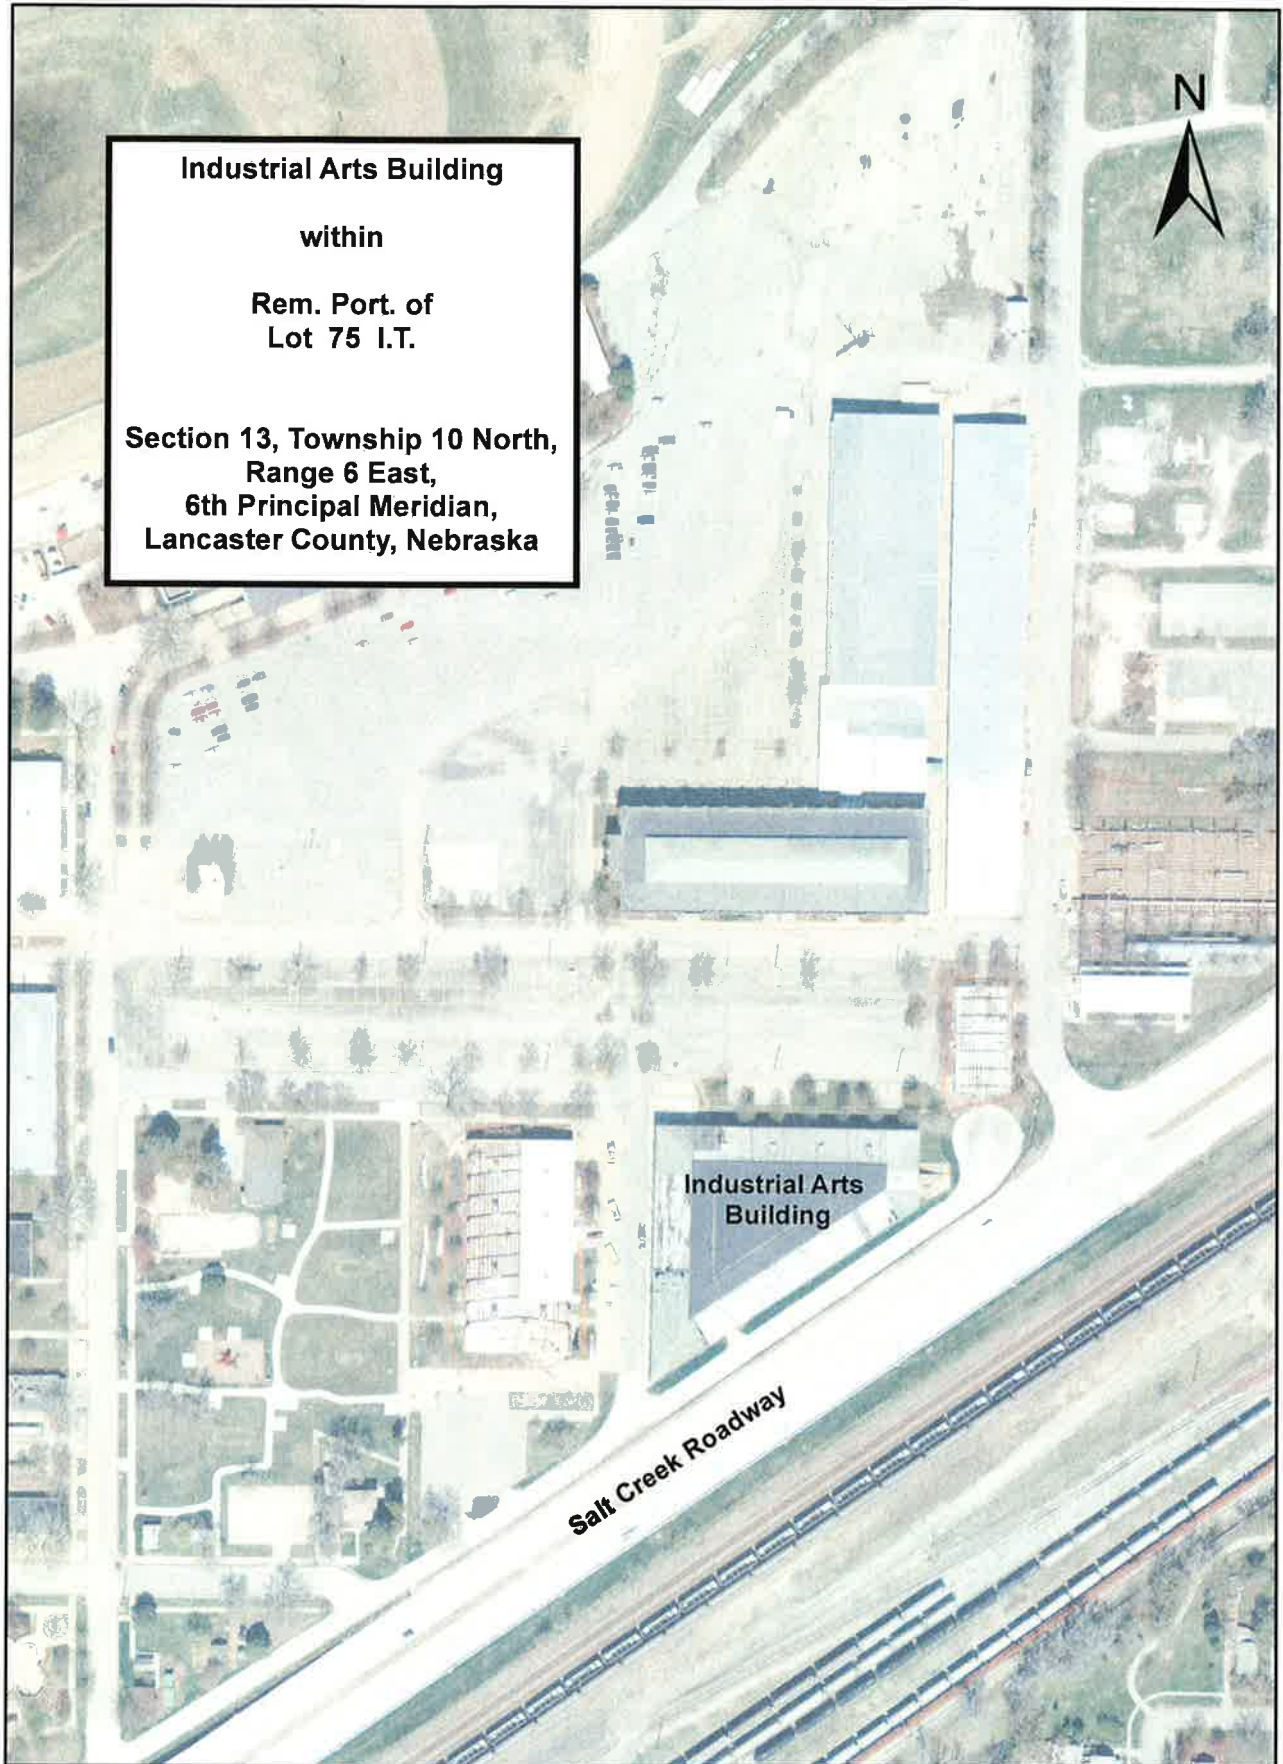 Industrial Arts Building
within
Rem. Port. of
Lot 75 I.T.
Section 13, Township 10 North,
Range 6 East,
6th Principal Meridian,
Lancaster County, Nebraska
N
Industrial Arts
Building
Salt Creek Roadway